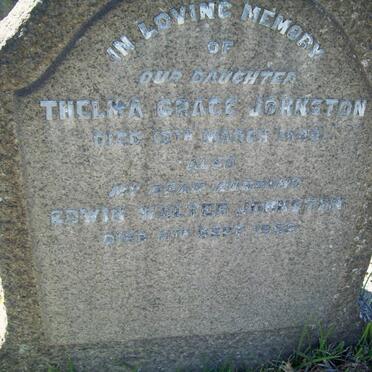 IN LOVING MEMORY
OF
OUR DAUGHTER
THELMA GRACE JOHNSTON
DIED MARCH
ALSO
MY DEAR HUSBAND
EDWIN WALTER JOHNSTON
DIED SEPT